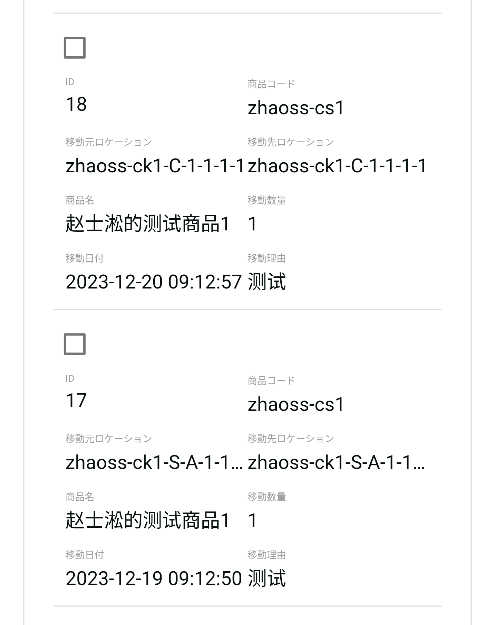 ID 商品コード
18 zhaoss-cs1
移動元ロケーション 移動先ロケーション
zhaoss-ck1-C-1-1-1-1 zhaoss-ck1-C-1-1-1-1
商品名 移動数量
赵士淞的测试商品1 1
移動日付 移動理由
2023-12-20 09:12:57 测试
ID 商品コード
17 zhaoss-cs1
移動元ロケーション 移動先ロケーション
zhaoss-ck1-S-A-1-1... zhaoss-ck1-S-A-1-1...
商品名 移動数量
赵士淞的测试商品1 1
移動日付 移動理由
2023-12-19 09:12:50 测试